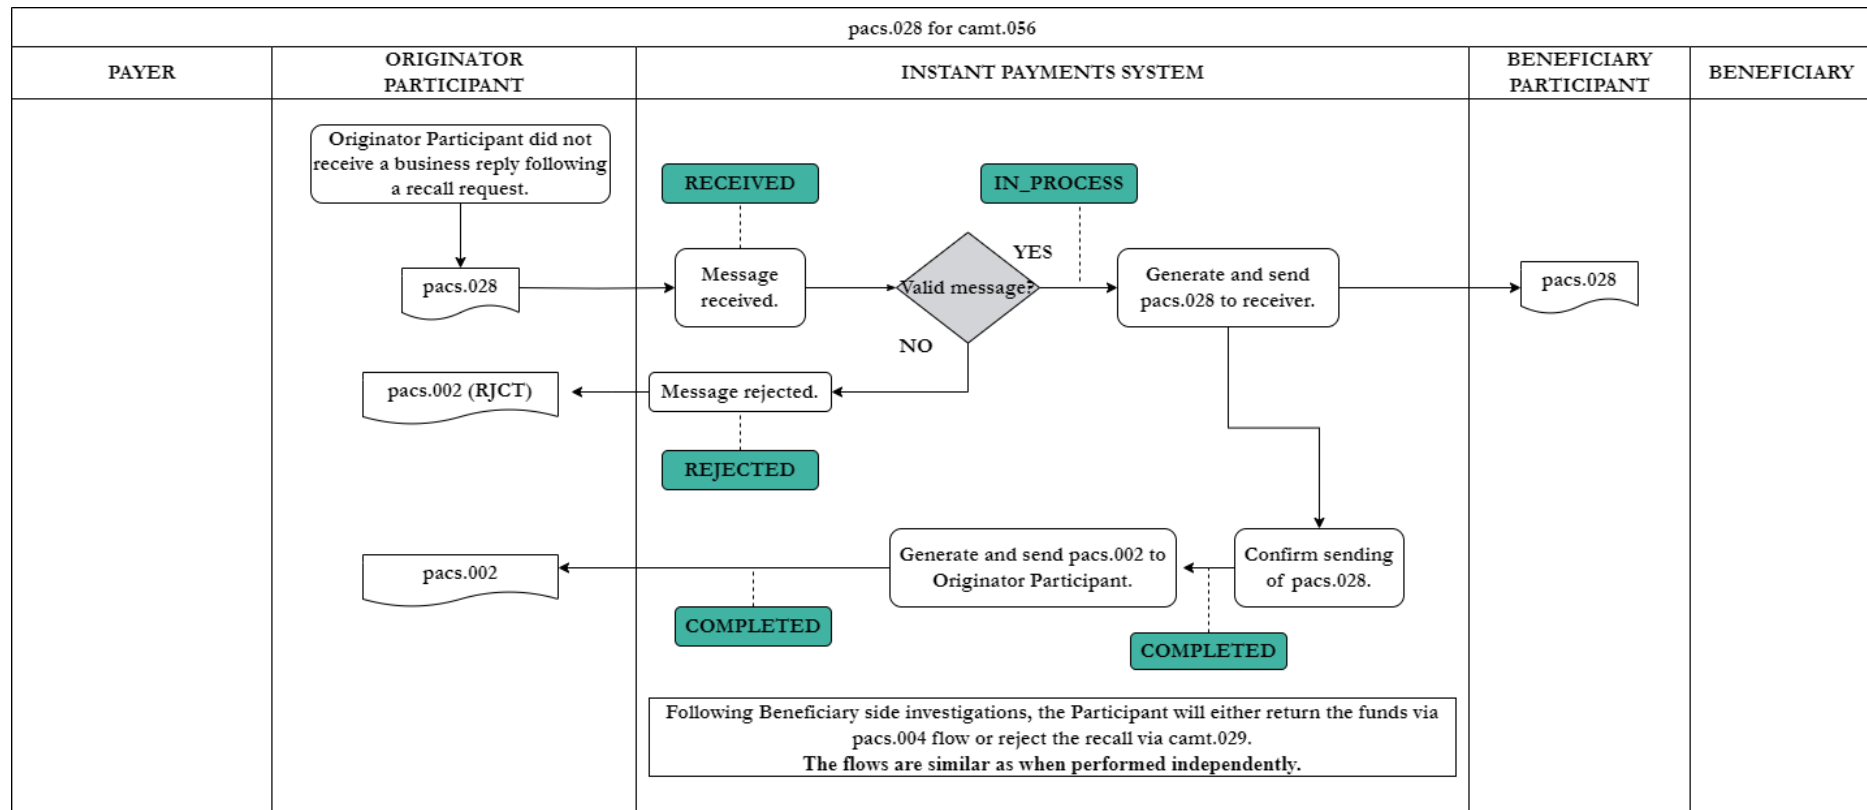 pacs.028 for camt.056
PAYER
ORIGINATOR
PARTICIPANT
INSTANT PAYMENTS SYSTEM
BENEFICIARY
PARTICIPANT
BENEFICIARY
Originator Participant did not
receive a business reply following
a recall request.
RECEIVED
IN_PROCESS
pacs.028
Message
received.
Valid message?
YES
Generate and send
pacs.028 to receiver.
pacs.028
NO
pacs.002 (RJCT)
Message rejected.
REJECTED
pacs.002
Generate and send pacs.002 to
Originator Participant.
Confirm sending
of pacs.028.
COMPLETED
COMPLETED
Following Beneficiary side investigations, the Participant will either return the funds via
pacs.004 flow or reject the recall via camt.029.
The flows are similar as when performed independently.